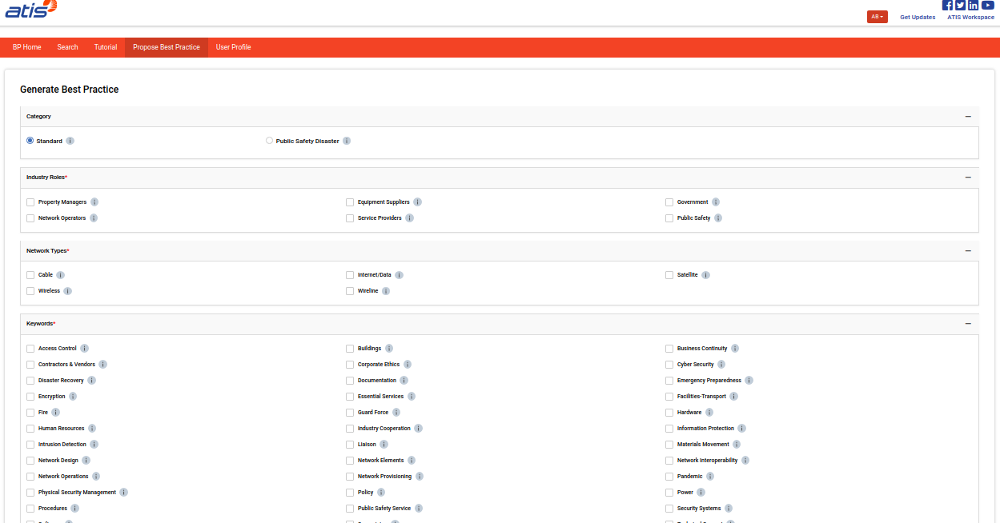 atis
AB
Get Updates
ATIS Workspace
BP Home
Search
Tutorial
Propose Best Practice
User Profile
Generate Best Practice
Category
Standard
Public Safety Disaster
Industry Roles*
Property Managers
Equipment Suppliers
Government
Network Operators
Service Providers
Public Safety
Network Types*
Cable
Internet/Data
Satellite
Wireless
Wireline
Keywords*
Access Control
Buildings
Business Continuity
Contractors & Vendors
Corporate Ethics
Cyber Security
Disaster Recovery
Documentation
Emergency Preparedness
Encryption
Essential Services
Facilities-Transport
Fire
Guard Force
Hardware
Human Resources
Industry Cooperation
Information Protection
Intrusion Detection
Liaison
Materials Movement
Network Design
Network Elements
Network Interoperability
Network Operations
Network Provisioning
Pandemic
Physical Security Management
Policy
Power
Procedures
Public Safety Service
Security Systems